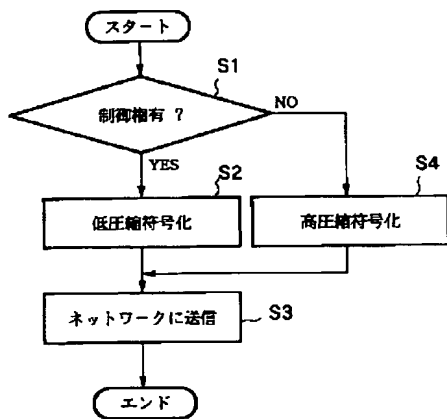 スタート
S1
制御権有 ?
NO
YES
S2
低圧縮符号化
S4
高圧縮符号化
ネットワークに送信
S3
エンド